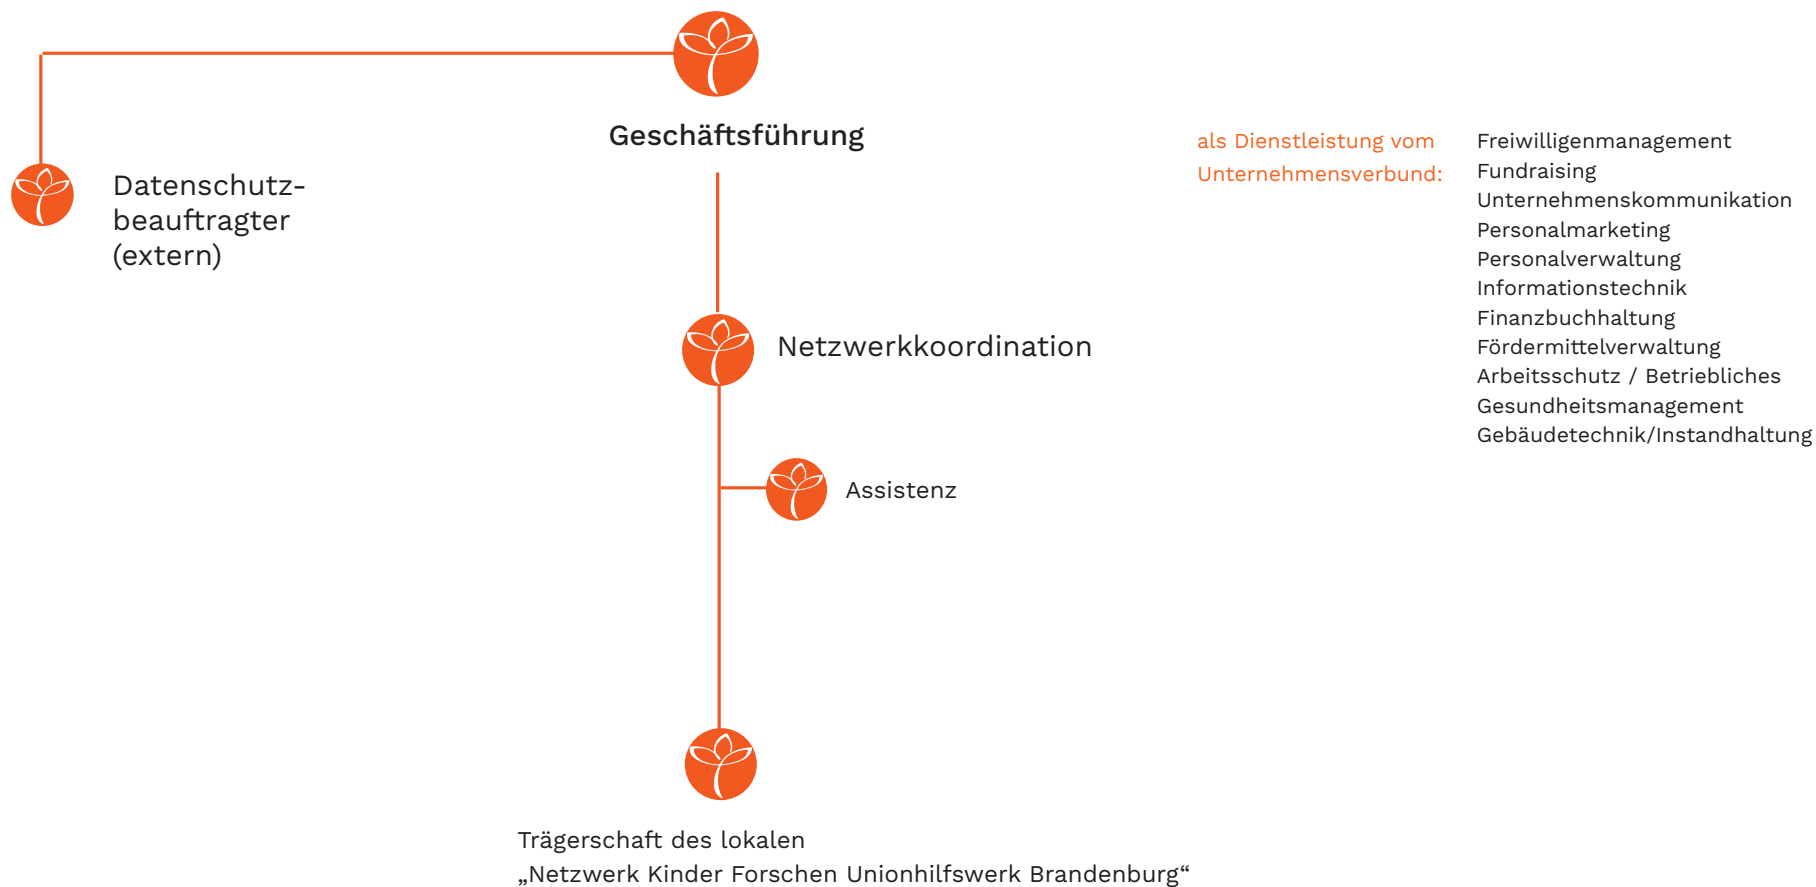 Geschäftsführung
Datenschutz-
beauftragter
(extern)
als Dienstleistung vom
Unternehmensverbund:
Freiwilligenmanagement
Fundraising
Unternehmenskommunikation
Personalmarketing
Personalverwaltung
Informationstechnik
Finanzbuchhaltung
Fördermittelverwaltung
Arbeitsschutz / Betriebliches
Gesundheitsmanagement
Gebäudetechnik/Instandhaltung
Netzwerkkoordination
Assistenz
Trägerschaft des lokalen
„Netzwerk Kinder Forschen Unionhilfswerk Brandenburg“